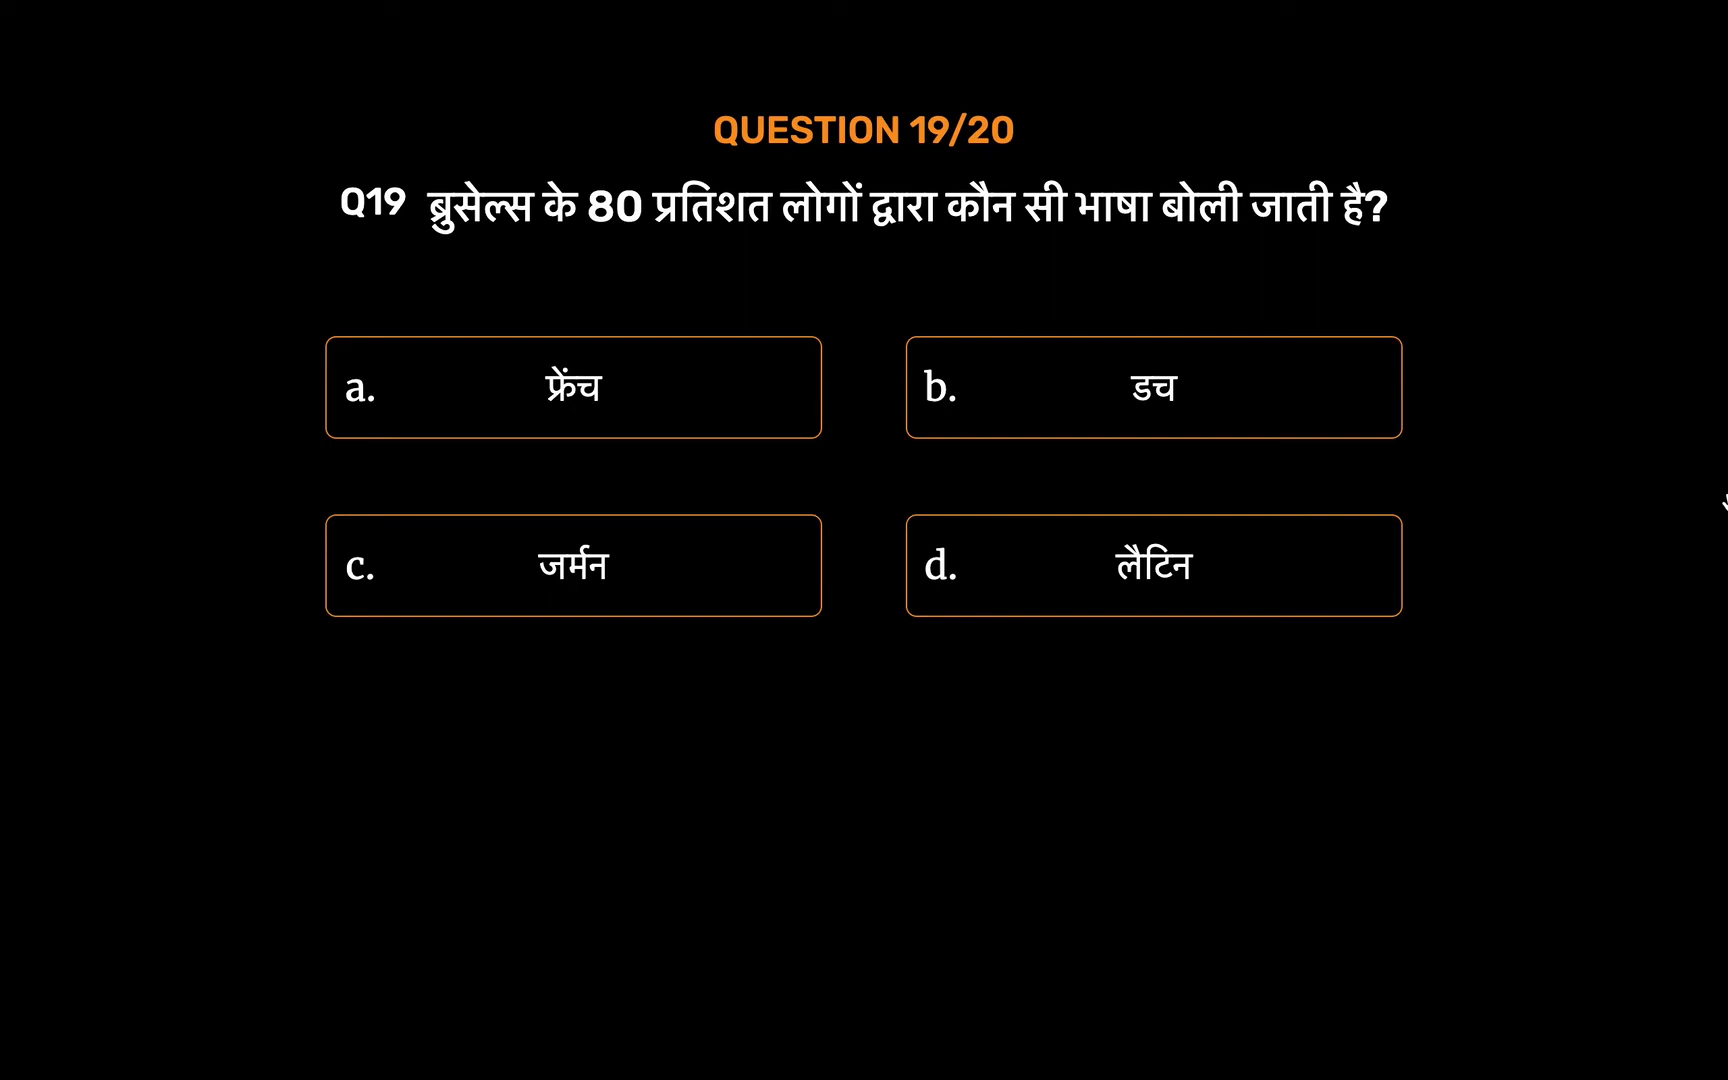 QUESTION 19/20
Q19 ब्रुसेल्स के 80 प्रतिशत लोगों द्वारा कौन सी भाषा बोली जाती है?
a. फ्रेंच
b. डच
c. जर्मन
d. लैटिन